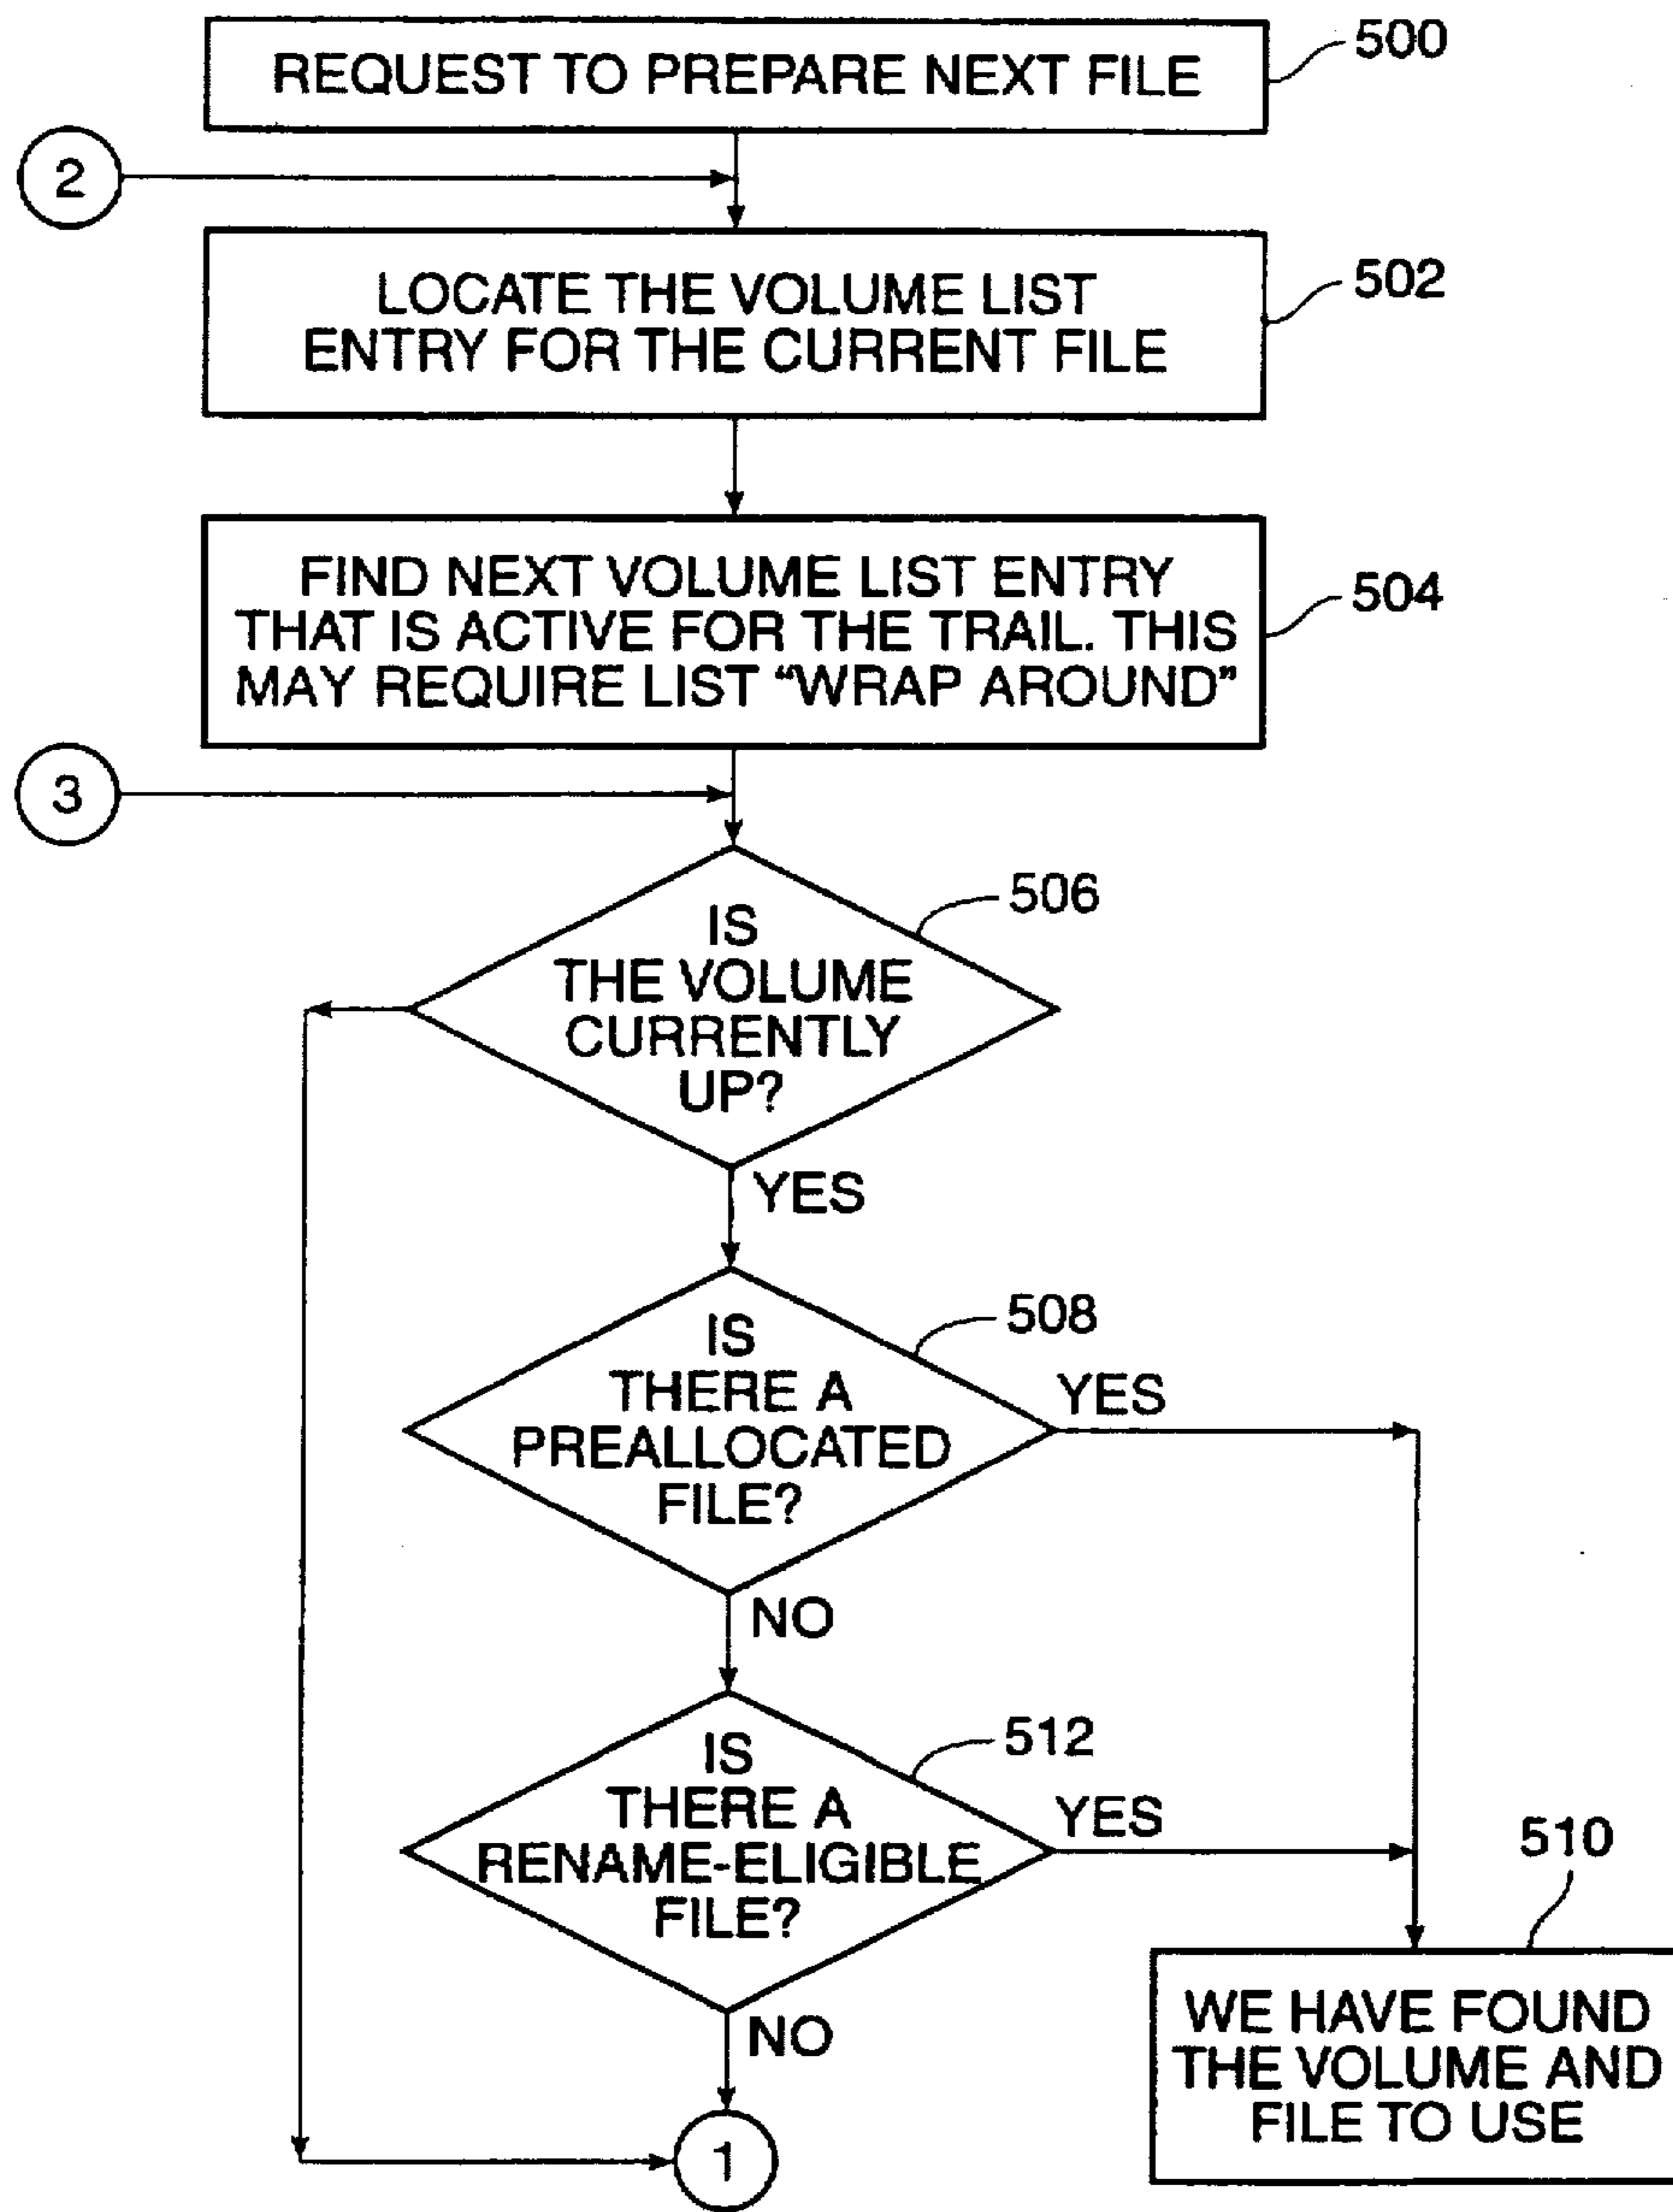 REQUEST TO PREPARE NEXT FILE
500
2
LOCATE THE VOLUME LIST
ENTRY FOR THE CURRENT FILE
502
FIND NEXT VOLUME LIST ENTRY
THAT IS ACTIVE FOR THE TRAIL. THIS
MAY REQUIRE LIST “WRAP AROUND”
504
3
506
IS
THE VOLUME
CURRENTLY
UP?
YES
508
IS
THERE A
PREALLOCATED
FILE?
YES
NO
512
IS
THERE A
RENAME-ELIGIBLE
FILE?
YES
510
NO
WE HAVE FOUND
THE VOLUME AND
FILE TO USE
1